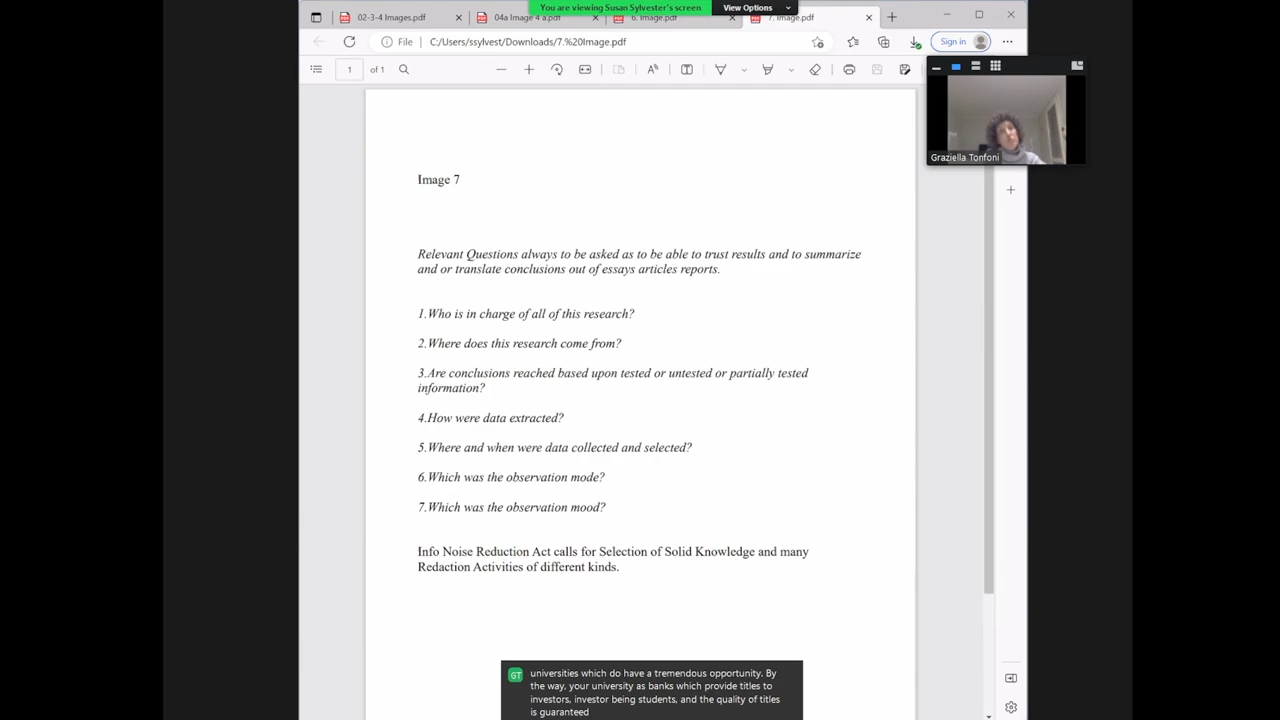 You are viewing Susan Sylvester's screen
View Options
02-3-4 Images.pdf
04a Image 4 a.pdf
6. Image.pdf
7. Image.pdf
File
C:/Users/ssylvest/Downloads/7.%20Image.pdf
Sign in
1
of 1
Graziella Tonfoni
Image 7
Relevant Questions always to be asked as to be able to trust results and to summarize
and or translate conclusions out of essays articles reports.
1.Who is in charge of all of this research?
2.Where does this research come from?
3.Are conclusions reached based upon tested or untested or partially tested
information?
4.How were data extracted?
5.Where and when were data collected and selected?
6.Which was the observation mode?
7.Which was the observation mood?
Info Noise Reduction Act calls for Selection of Solid Knowledge and many
Redaction Activities of different kinds.
GT
universities which do have a tremendous opportunity. By
the way, your university as banks which provide titles to
investors, investor being students, and the quality of titles
is guaranteed